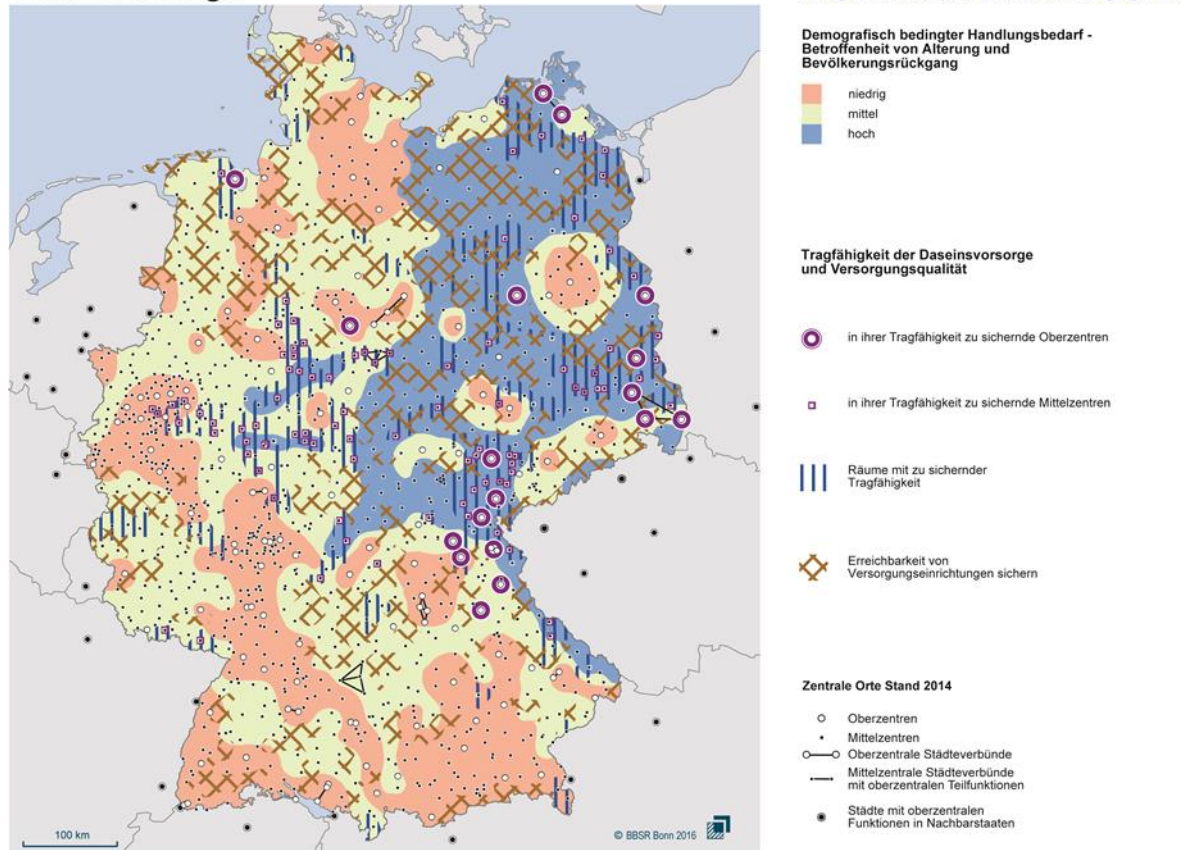 Demografisch bedingter Handlungsbedarf -
Betroffenheit von Alterung und
Bevölkerungsrückgang
niedrig
mittel
hoch
Tragfähigkeit der Daseinsvorsorge
und Versorgungsqualität
in ihrer Tragfähigkeit zu sichernde Oberzentren
in ihrer Tragfähigkeit zu sichernde Mittelzentren
Räume mit zu sichernder
Tragfähigkeit
Erreichbarkeit von
Versorgungseinrichtungen sichern
Zentrale Orte Stand 2014
Oberzentren
Mittelzentren
Oberzentrale Städteverbünde
Mittelzentrale Städteverbünde
mit oberzentralen Teilfunktionen
Städte mit oberzentralen
Funktionen in Nachbarstaaten
100 km
© BBSR Bonn 2016